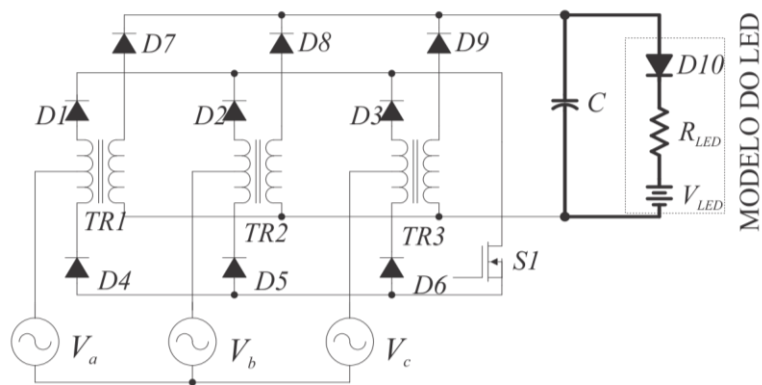 D7
D8
D9
D1
D2
D3
C
D10
R_LED
V_LED
MODELO DO LED
TR1
TR2
TR3
D4
D5
D6
S1
V_a
V_b
V_c